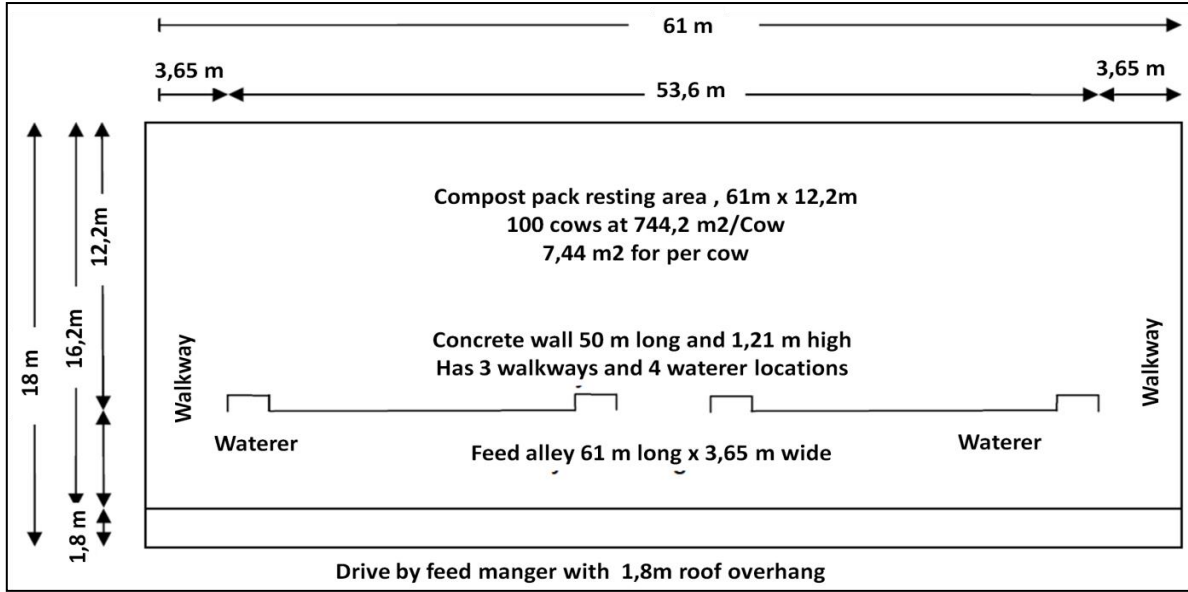 61 m
3,65 m
3,65 m
53,6 m
Compost pack resting area , 61m x 12,2m
100 cows at 744,2 m2/Cow
7,44 m2 for per cow
12,2m
16,2m
18 m
Concrete wall 50 m long and 1,21 m high
Has 3 walkways and 4 waterer locations
Walkway
Walkway
Waterer
Waterer
Feed alley 61 m long x 3,65 m wide
1,8 m
Drive by feed manger with 1,8m roof overhang